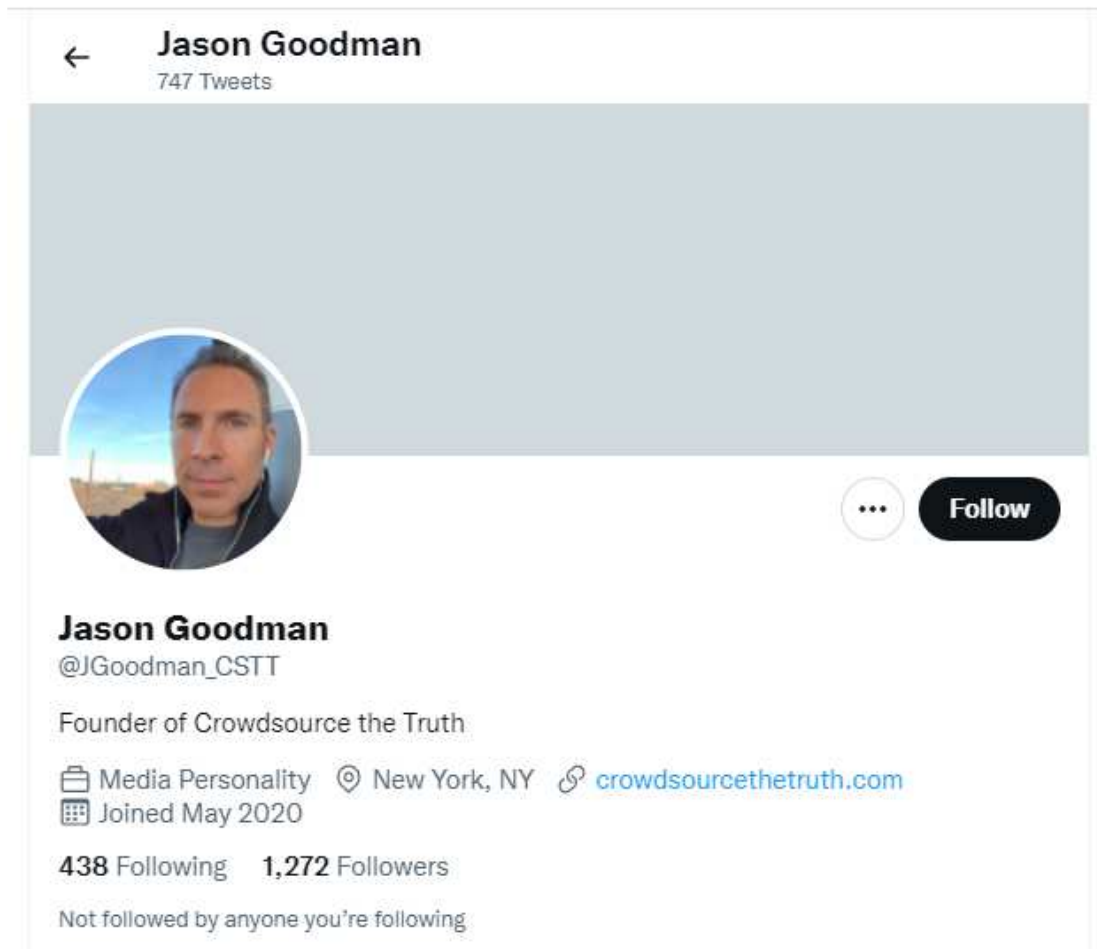 Jason Goodman
747 Tweets
Follow
Jason Goodman
@JGoodman_CSTT
Founder of Crowdsource the Truth
Media Personality New York, NY crowdsourcethetruth.com
Joined May 2020
438 Following 1,272 Followers
Not followed by anyone you’re following